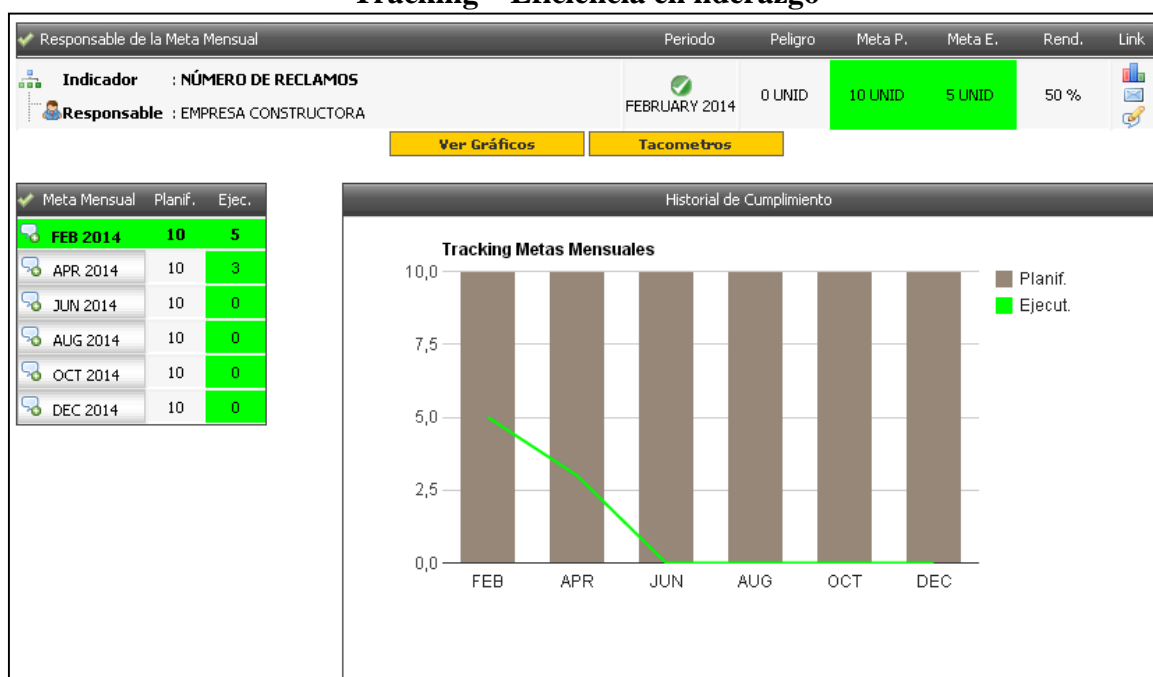 Tracking – Eficiencia en liderazgo
Responsable de la Meta Mensual Periodo Peligro Meta P. Meta E. Rend. Link
Indicador : NÚMERO DE RECLAMOS
Responsable : EMPRESA CONSTRUCTORA
FEBRUARY 2014 0 UNID 10 UNID 5 UNID 50 %
Ver Gráficos Tacometros
Meta Mensual Planif. Ejec.
FEB 2014 10 5
APR 2014 10 3
JUN 2014 10 0
AUG 2014 10 0
OCT 2014 10 0
DEC 2014 10 0
Historial de Cumplimiento
Tracking Metas Mensuales
10,0
7,5
5,0
2,5
0,0
FEB APR JUN AUG OCT DEC
Planif.
Ejecut.